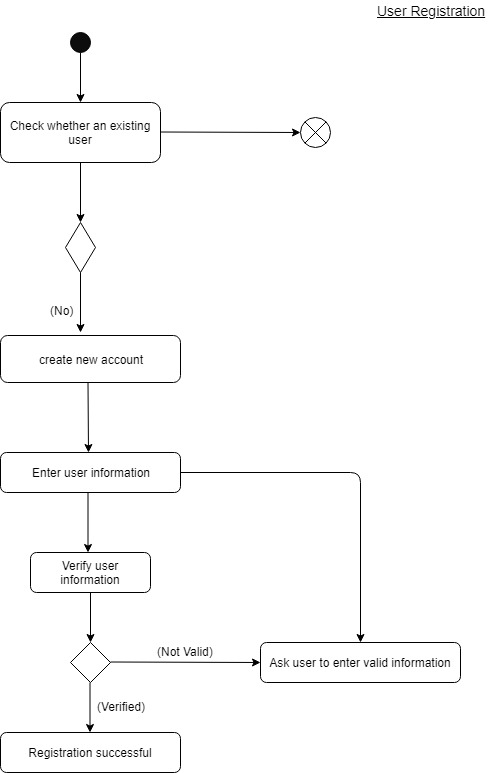 User Registration
Check whether an existing
user
(No)
create new account
Enter user information
Verify user
information
(Not Valid)
Ask user to enter valid information
(Verified)
Registration successful